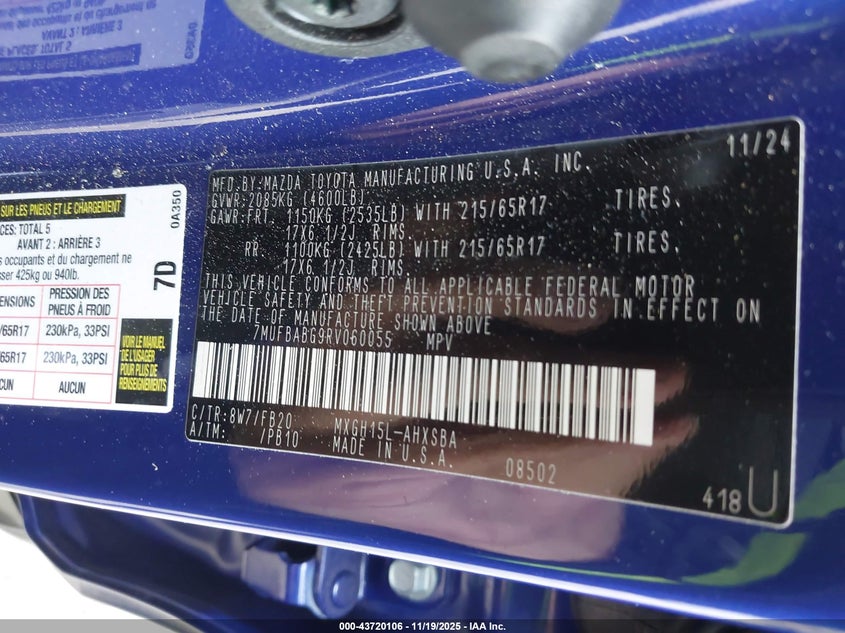 SUR LES PNEUS ET LE CHARGEMENT
TOTAL 5
AVANT 2 : ARRIÈRE 3
occupants et du chargement ne
425kg ou 940lb.
PRESSION DES
PNEUS À FROID
65R17
230kPa, 33PSI
65R17
230kPa, 33PSI
AUCUN
VOIR LE MANUEL
DE L'USAGER
POUR PLUS DE
RENSEIGNEMENTS
7D
0A350
11/24
MFD.BY:MAZDA TOYOTA MANUFACTURING U.S.A. INC.
GVWR:2085KG (4600LB)
GAWR:FRT. 1150KG (2535LB) WITH 215/65R17 TIRES.
17X6 1/2J RIMS.
RR. 1100KG (2425LB) WITH 215/65R17 TIRES.
17X6 1/2J RIMS.
THIS VEHICLE CONFORMS TO ALL APPLICABLE FEDERAL MOTOR
VEHICLE SAFETY AND THEFT PREVENTION STANDARDS IN EFFECT ON
THE DATE OF MANUFACTURE SHOWN ABOVE
7MUFBABG9RV060055 MPV
C/TR:8W7/FB20 MXGH15L-AHXSBA
A/TM: /PB10 MADE IN U.S.A.
08502
418U
000-43720106 - 11/19/2025 - IAA Inc.